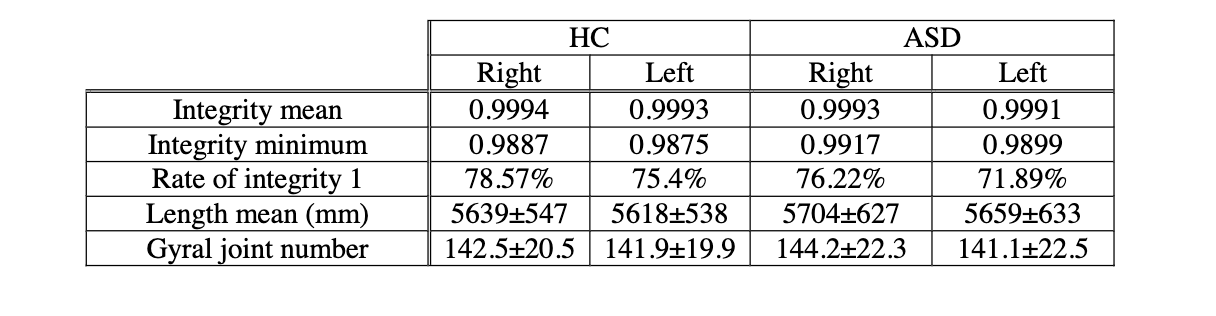 HC ASD
Right Left Right Left
Integrity mean 0.9994 0.9993 0.9993 0.9991
Integrity minimum 0.9887 0.9875 0.9917 0.9899
Rate of integrity 1 78.57% 75.4% 76.22% 71.89%
Length mean (mm) 5639±547 5618±538 5704±627 5659±633
Gyral joint number 142.5±20.5 141.9±19.9 144.2±22.3 141.1±22.5